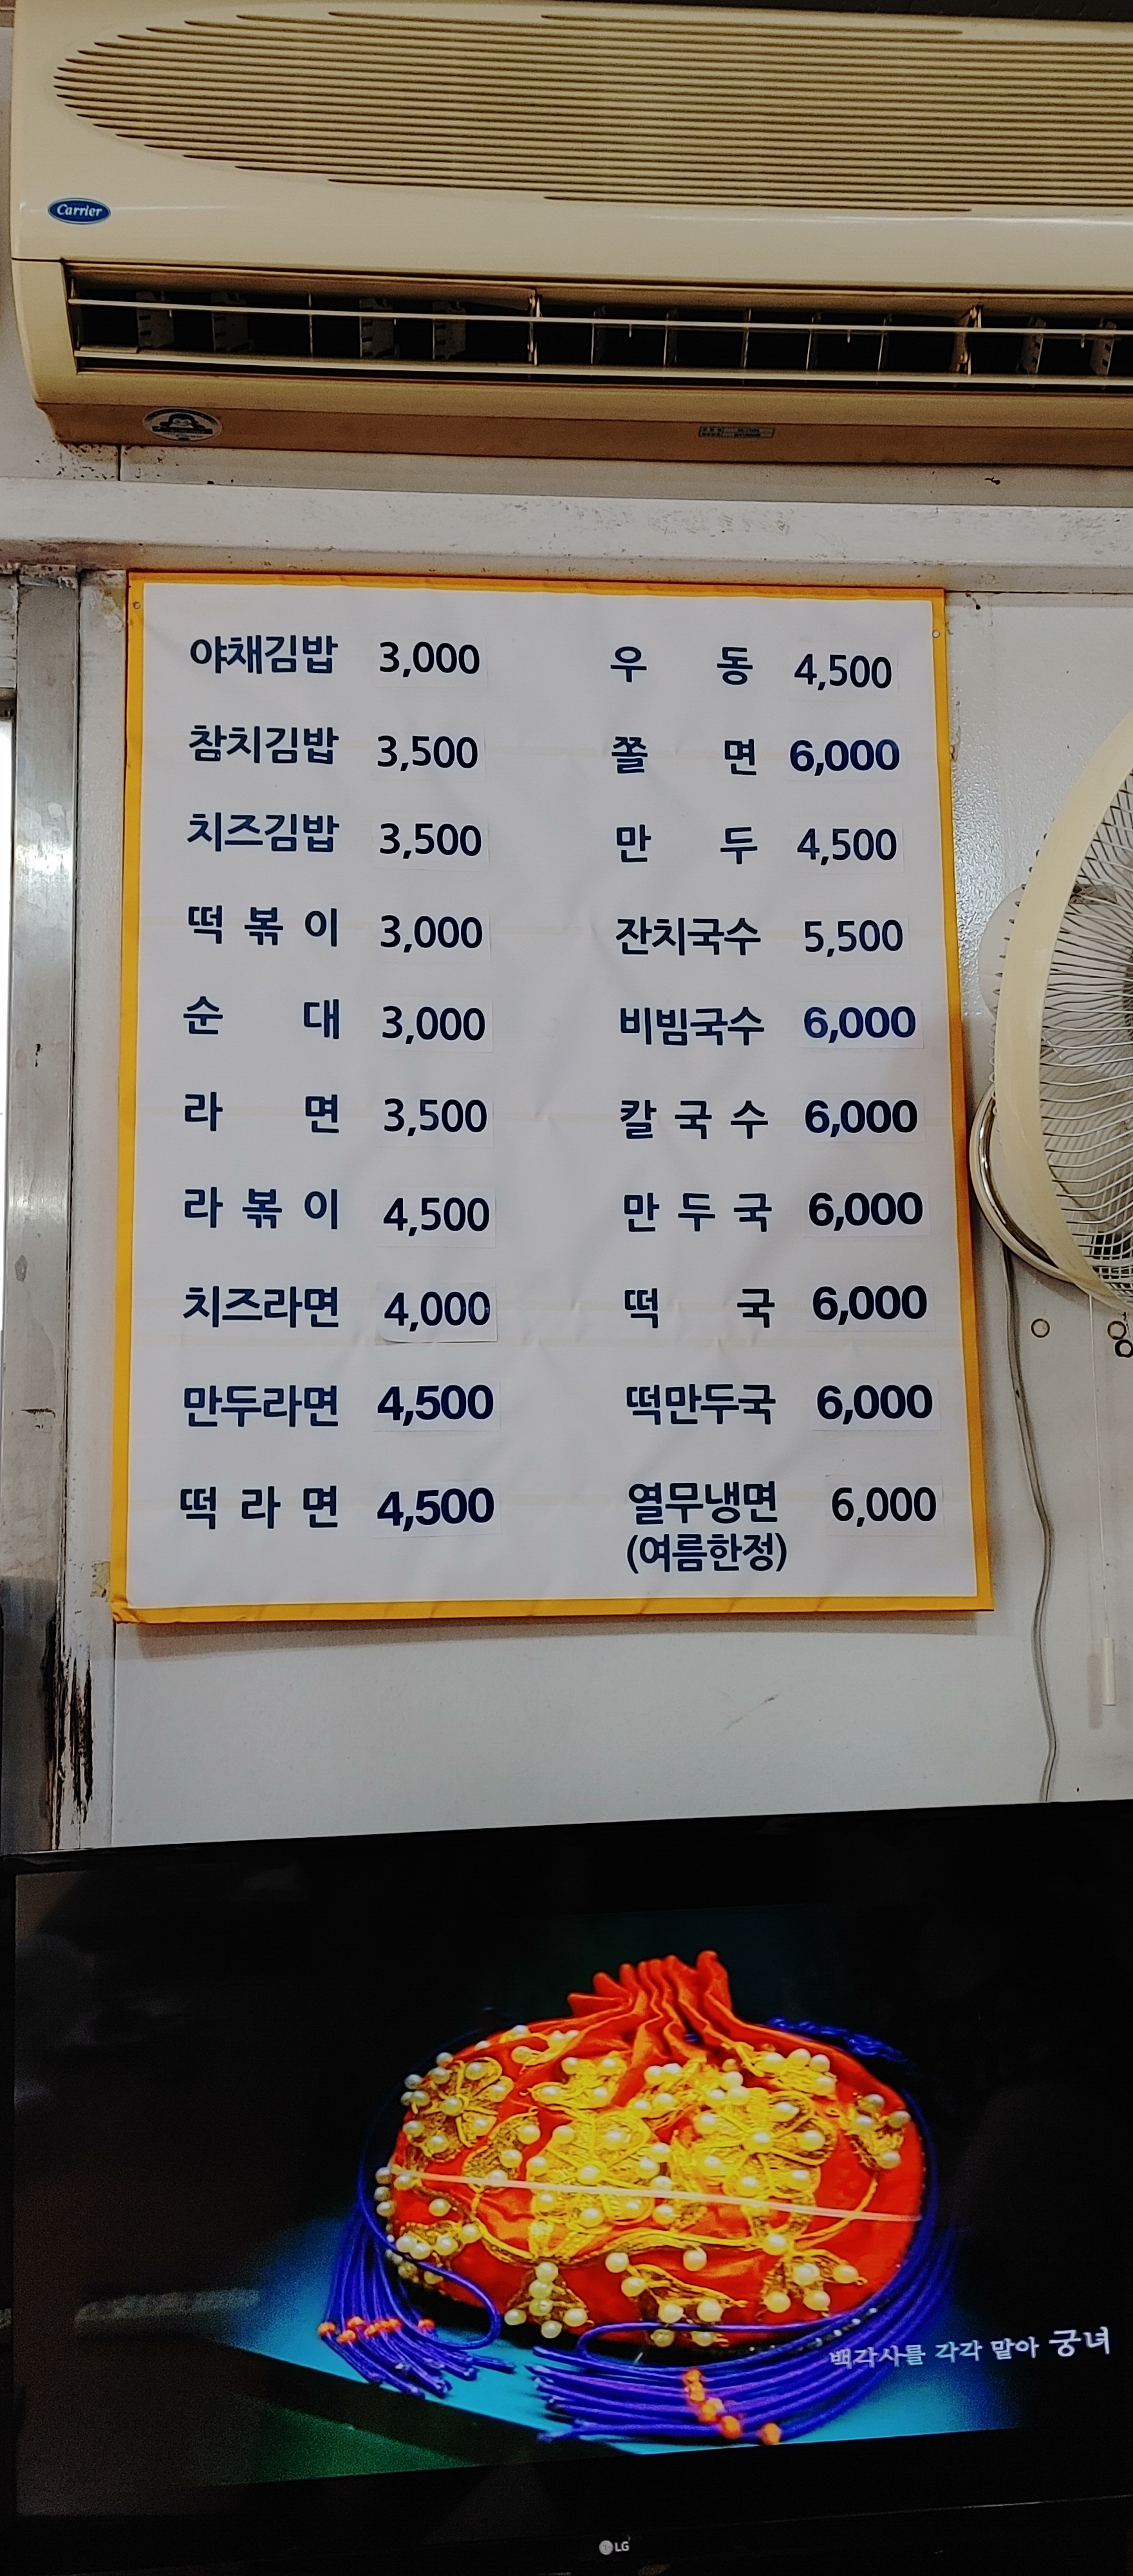 Carrier
야채김밥 3,000
참치김밥 3,500
치즈김밥 3,500
떡볶이 3,000
순대 3,000
라면 3,500
라볶이 4,500
치즈라면 4,000
만두라면 4,500
떡라면 4,500
우동 4,500
쫄면 6,000
만두 4,500
잔치국수 5,500
비빔국수 6,000
칼국수 6,000
만두국 6,000
떡국 6,000
떡만두국 6,000
열무냉면 6,000
(여름한정)
백각사를 각각 맡아 궁녀
LG